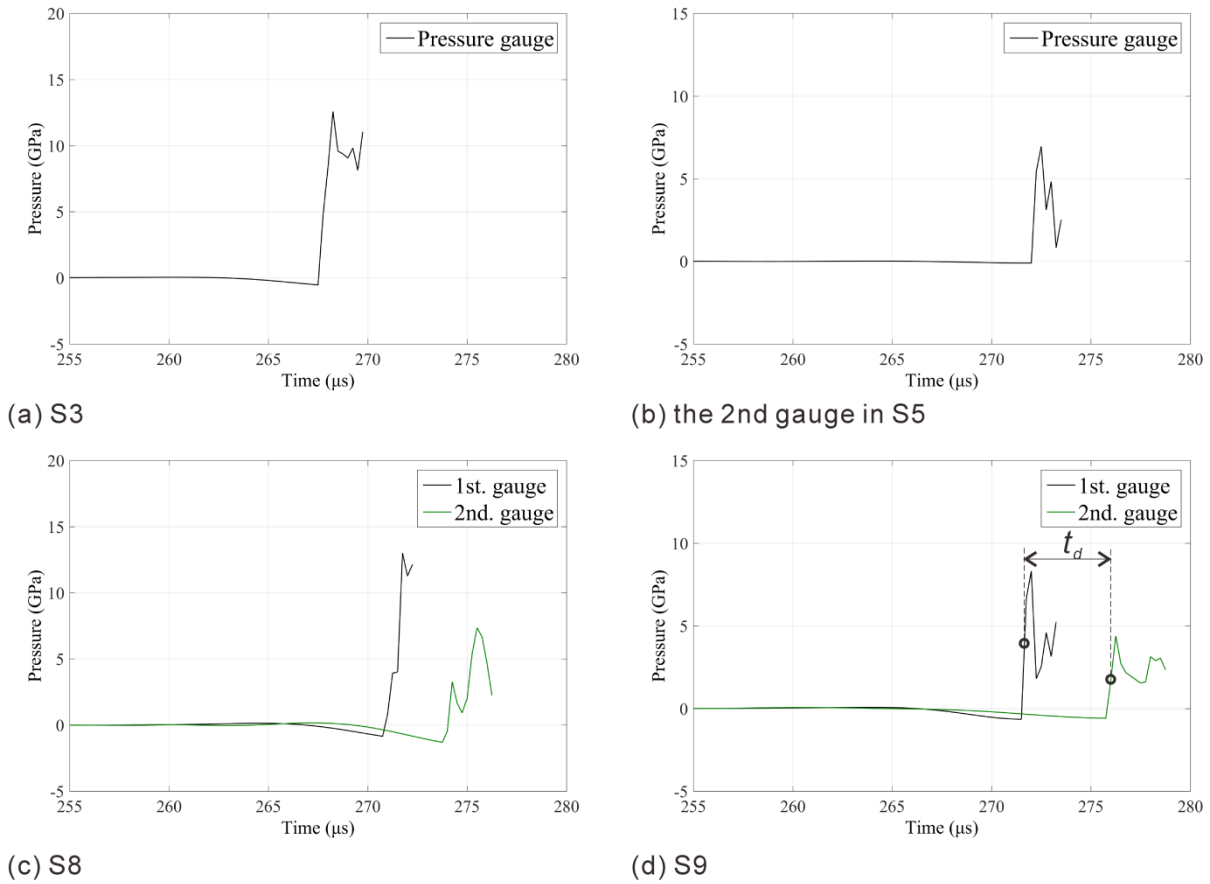 20
15
10
5
0
-5
Pressure (GPa)
255 260 265 270 275 280
Time (μs)
Pressure gauge
(a) S3
15
10
5
0
-5
Pressure (GPa)
255 260 265 270 275 280
Time (μs)
Pressure gauge
(b) the 2nd gauge in S5
20
15
10
5
0
-5
Pressure (GPa)
255 260 265 270 275 280
Time (μs)
1st. gauge
2nd. gauge
(c) S8
15
10
5
0
-5
Pressure (GPa)
255 260 265 270 275 280
Time (μs)
1st. gauge
2nd. gauge
t_d
(d) S9